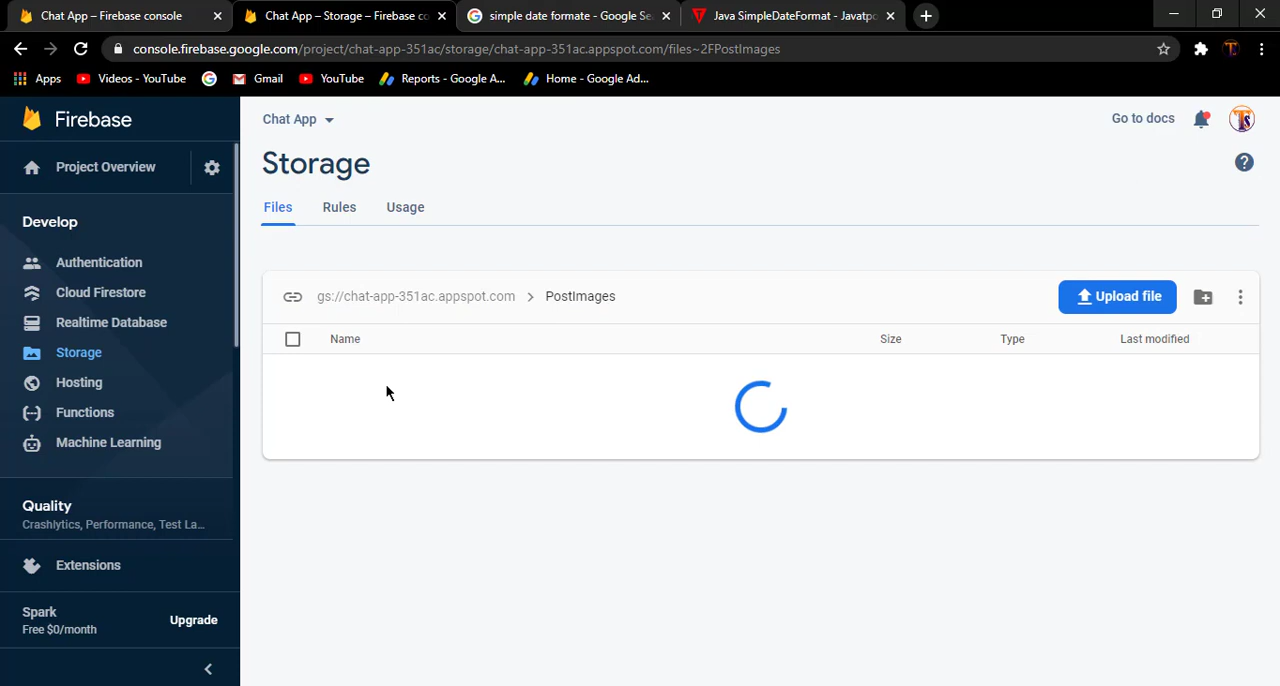 Chat App – Firebase console
Chat App – Storage – Firebase co
simple date formate - Google Se
Java SimpleDateFormat - Javatpo
console.firebase.google.com/project/chat-app-351ac/storage/chat-app-351ac.appspot.com/files~2FPostImages
Apps
Videos - YouTube
Gmail
YouTube
Reports - Google A...
Home - Google Ad...
Firebase
Chat App
Go to docs
Project Overview
Storage
Files
Rules
Usage
Develop
Authentication
Cloud Firestore
Realtime Database
Storage
Hosting
Functions
Machine Learning
gs://chat-app-351ac.appspot.com > PostImages
Upload file
Name
Size
Type
Last modified
Quality
Crashlytics, Performance, Test La...
Extensions
Spark
Free $0/month
Upgrade